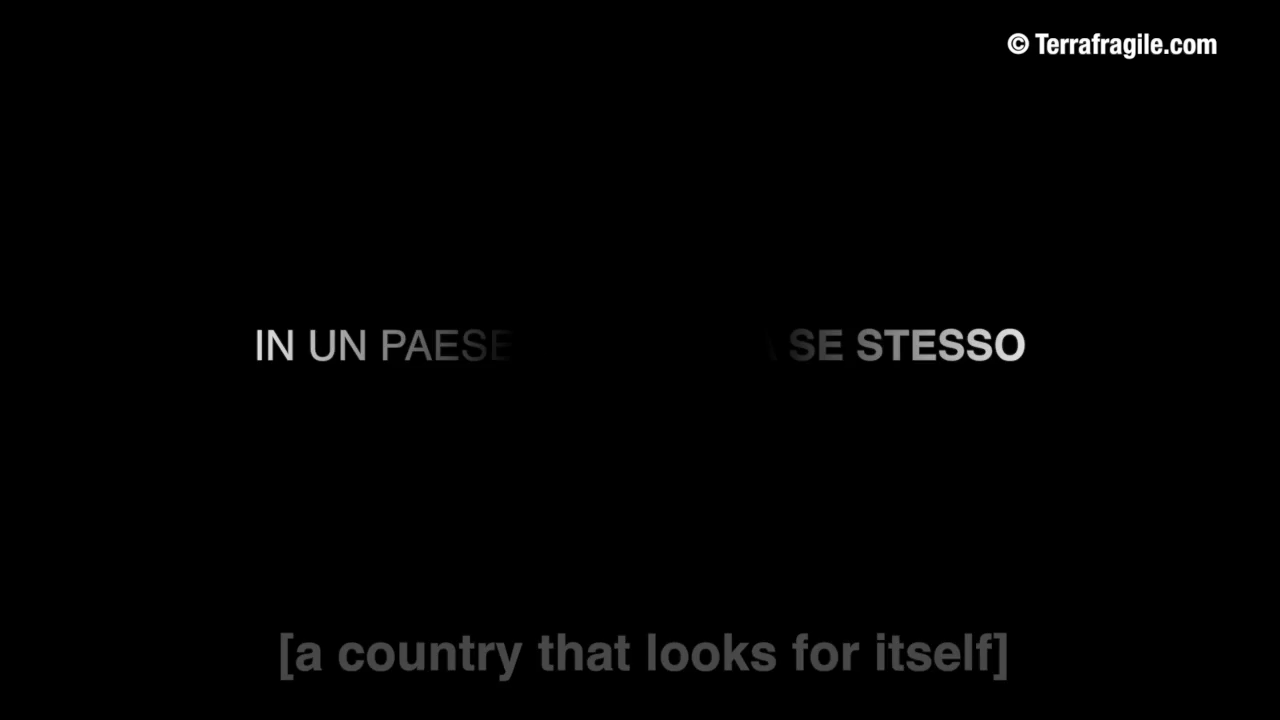 © Terrafragile.com
IN UN PAESE SE STESSO
[a country that looks for itself]